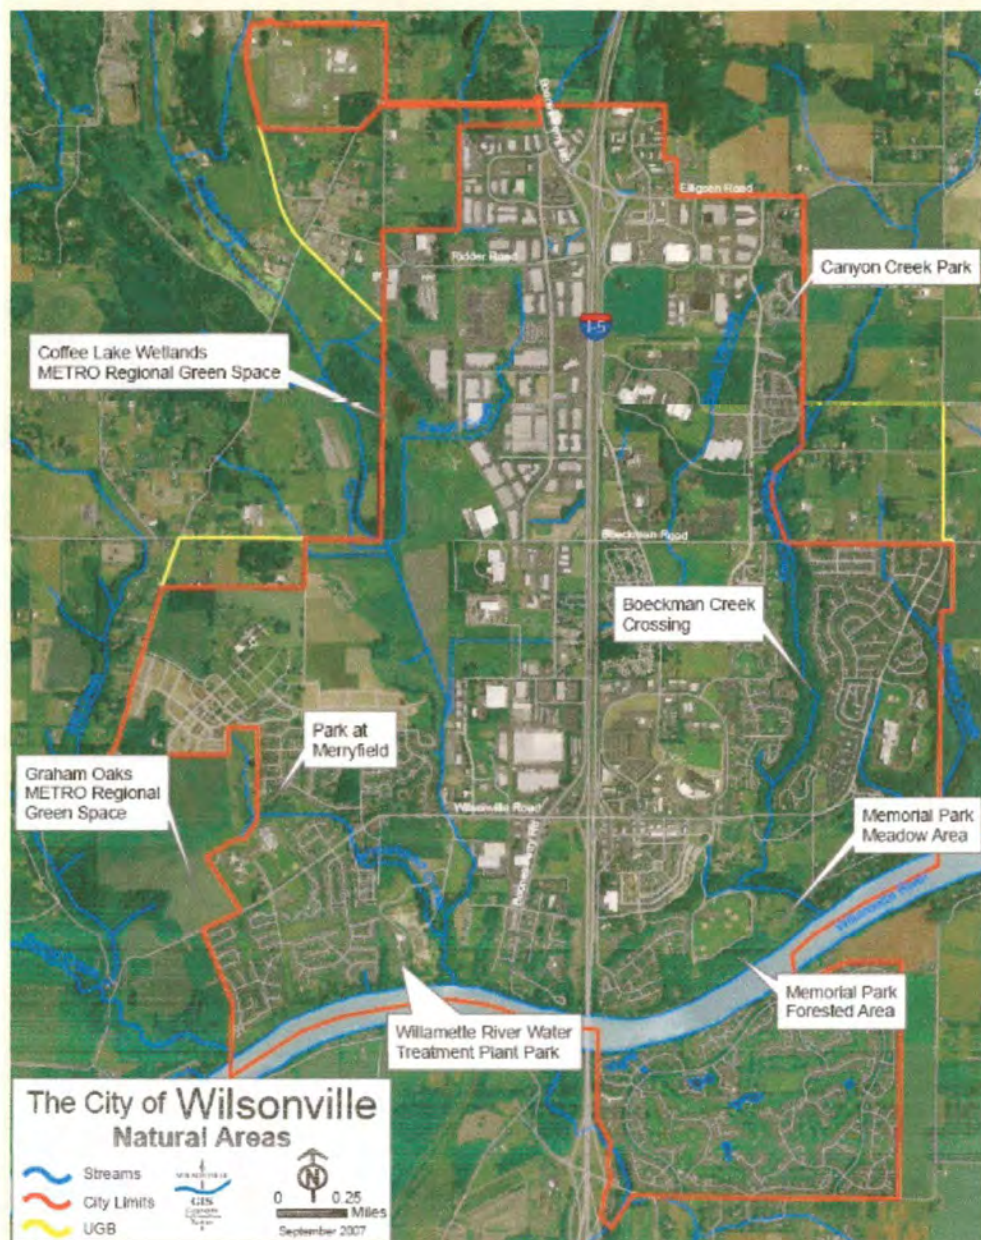 Elligsen Road
Canyon Creek Park
Ridder Road
I-5
Coffee Lake Wetlands
METRO Regional Green Space
Boeckman Road
Boeckman Creek
Crossing
Park at
Merryfield
Graham Oaks
METRO Regional
Green Space
Wilsonville Road
Memorial Park
Meadow Area
Willamette River
Memorial Park
Forested Area
Willamette River Water
Treatment Plant Park
The City of Wilsonville
Natural Areas
Streams
City Limits
UGB
WILSONVILLE
GIS
N
0 0.25
Miles
September 2007